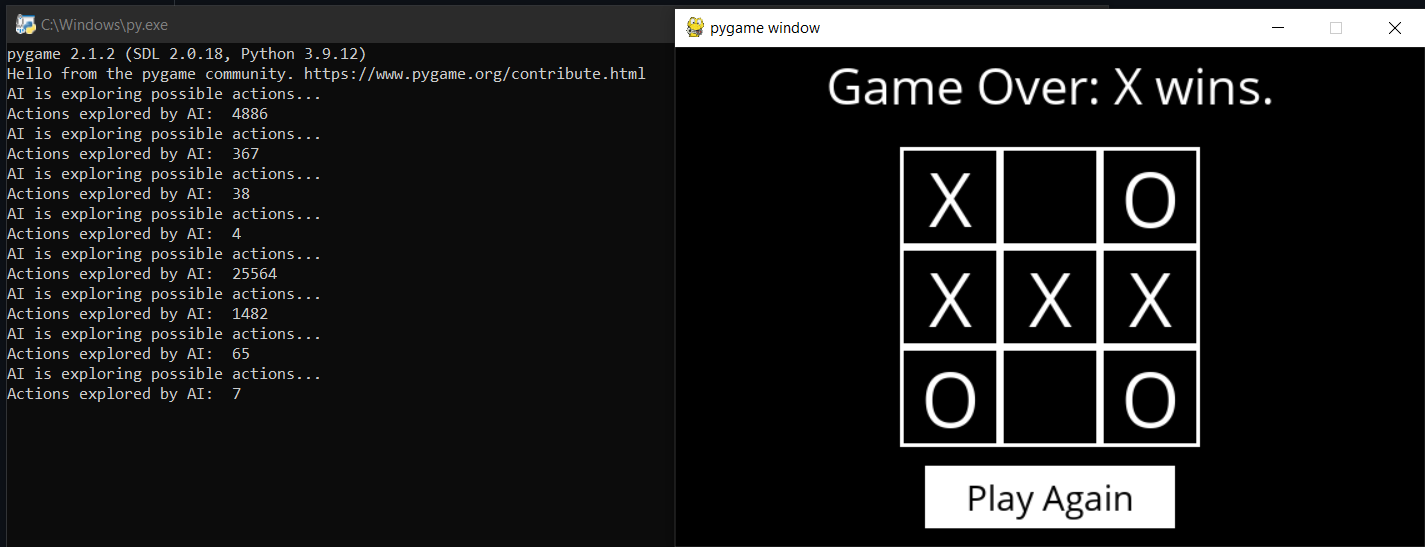 C:\Windows\py.exe
pygame 2.1.2 (SDL 2.0.18, Python 3.9.12)
Hello from the pygame community. https://www.pygame.org/contribute.html
AI is exploring possible actions...
Actions explored by AI:  4886
AI is exploring possible actions...
Actions explored by AI:  367
AI is exploring possible actions...
Actions explored by AI:  38
AI is exploring possible actions...
Actions explored by AI:  4
AI is exploring possible actions...
Actions explored by AI:  25564
AI is exploring possible actions...
Actions explored by AI:  1482
AI is exploring possible actions...
Actions explored by AI:  65
AI is exploring possible actions...
Actions explored by AI:  7
pygame window
Game Over: X wins.
X O
X X X
O O
Play Again